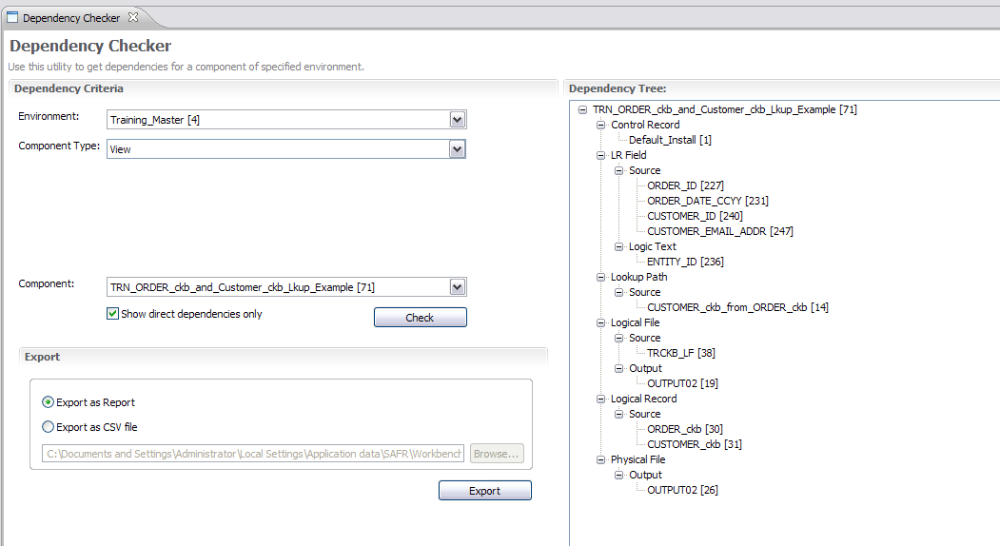 Dependency Checker
Dependency Checker
Use this utility to get dependencies for a component of specified environment.
Dependency Criteria
Environment:
Training_Master [4]
Component Type:
View
Component:
TRN_ORDER_ckb_and_Customer_ckb_Lkup_Example [71]
Show direct dependencies only
Check
Export
Export as Report
Export as CSV file
C:\Documents and Settings\Administrator\Local Settings\Application data\SAFR\Workbench
Browse...
Export
Dependency Tree:
TRN_ORDER_ckb_and_Customer_ckb_Lkup_Example [71]
Control Record
Default_Install [1]
LR Field
Source
ORDER_ID [227]
ORDER_DATE_CCYY [231]
CUSTOMER_ID [240]
CUSTOMER_EMAIL_ADDR [247]
Logic Text
ENTITY_ID [236]
Lookup Path
Source
CUSTOMER_ckb_from_ORDER_ckb [14]
Logical File
Source
TRCKB_LF [38]
Output
OUTPUT02 [19]
Logical Record
Source
ORDER_ckb [30]
CUSTOMER_ckb [31]
Physical File
Output
OUTPUT02 [26]